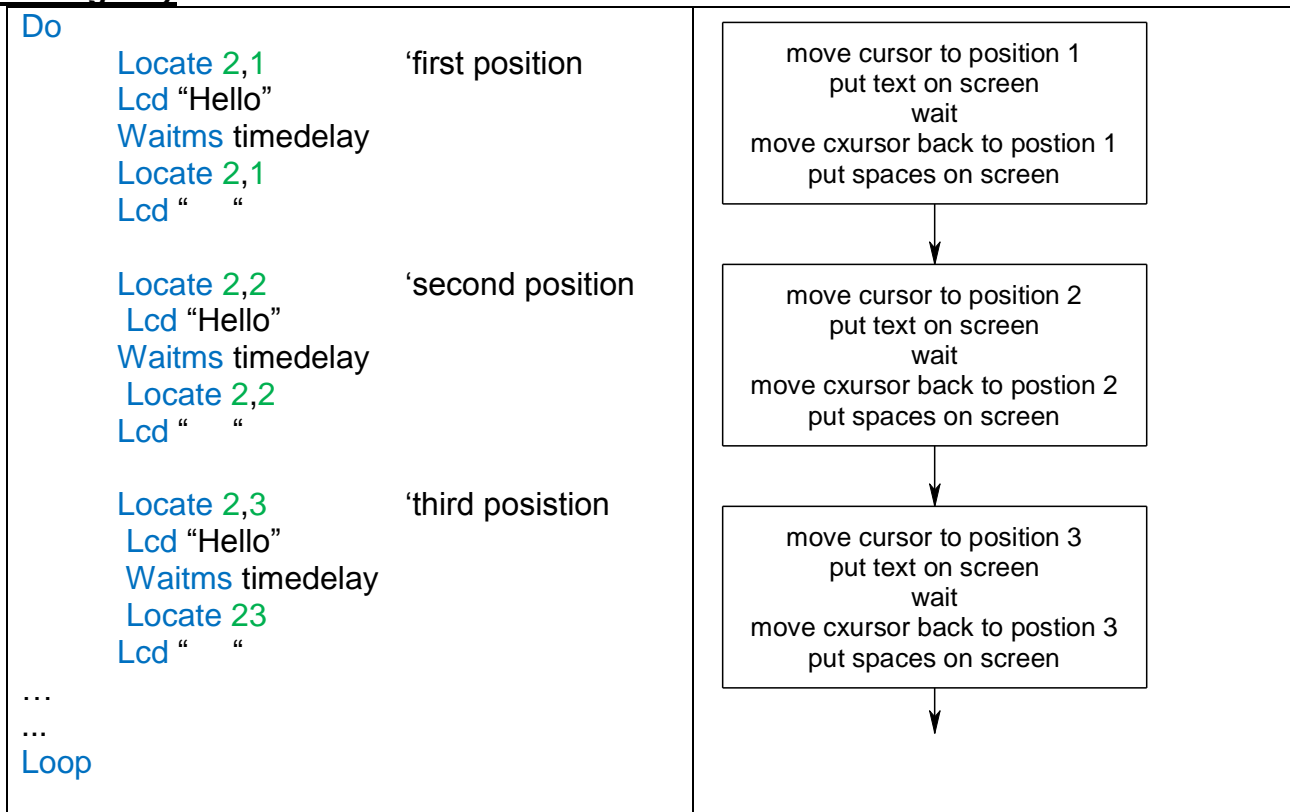 Do
Locate 2,1 ‘first position
Lcd “Hello”
Waitms timedelay
Locate 2,1
Lcd “ “
Locate 2,2 ‘second position
Lcd “Hello”
Waitms timedelay
Locate 2,2
Lcd “ “
Locate 2,3 ‘third posistion
Lcd “Hello”
Waitms timedelay
Locate 23
Lcd “ “
…
...
Loop
move cursor to position 1
put text on screen
wait
move cxursor back to postion 1
put spaces on screen
move cursor to position 2
put text on screen
wait
move cxursor back to postion 2
put spaces on screen
move cursor to position 3
put text on screen
wait
move cxursor back to postion 3
put spaces on screen